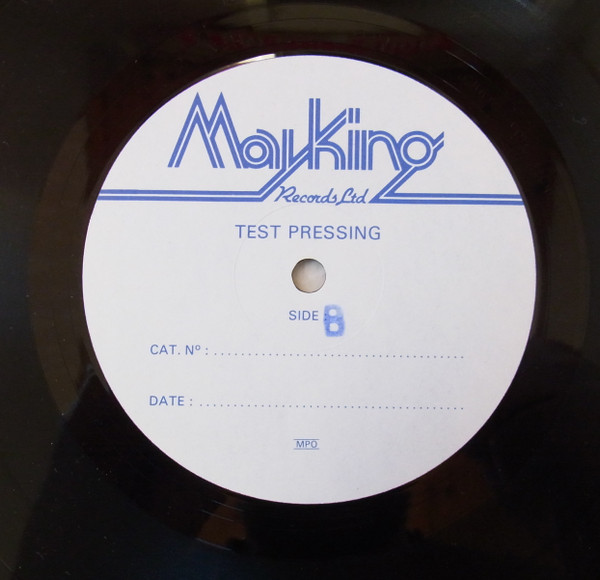 Mayking
Records Ltd
TEST PRESSING
SIDE B
CAT. Nº : ......................................
DATE : ........................................
MPO